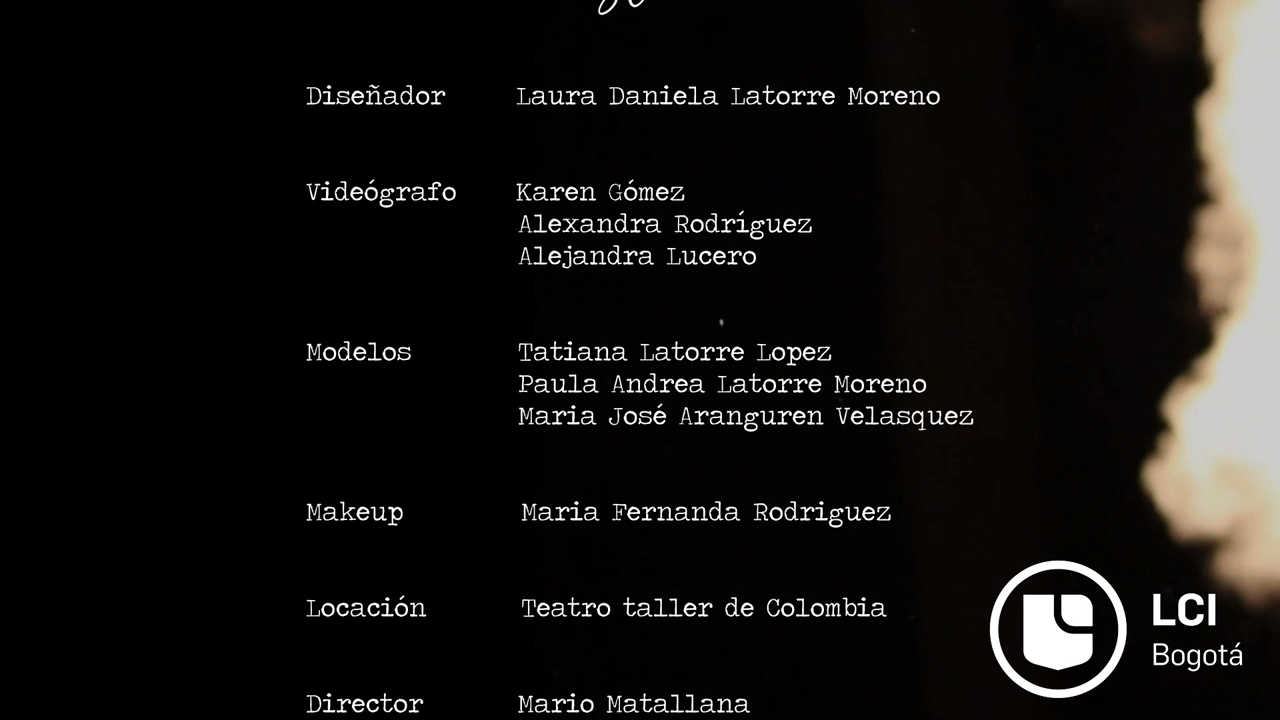 Diseñador Laura Daniela Latorre Moreno
Videógrafo Karen Gómez
Alexandra Rodríguez
Alejandra Lucero
Modelos Tatiana Latorre Lopez
Paula Andrea Latorre Moreno
Maria José Aranguren Velasquez
Makeup Maria Fernanda Rodriguez
Locación Teatro taller de Colombia
Director Mario Matallana
LCI
Bogotá